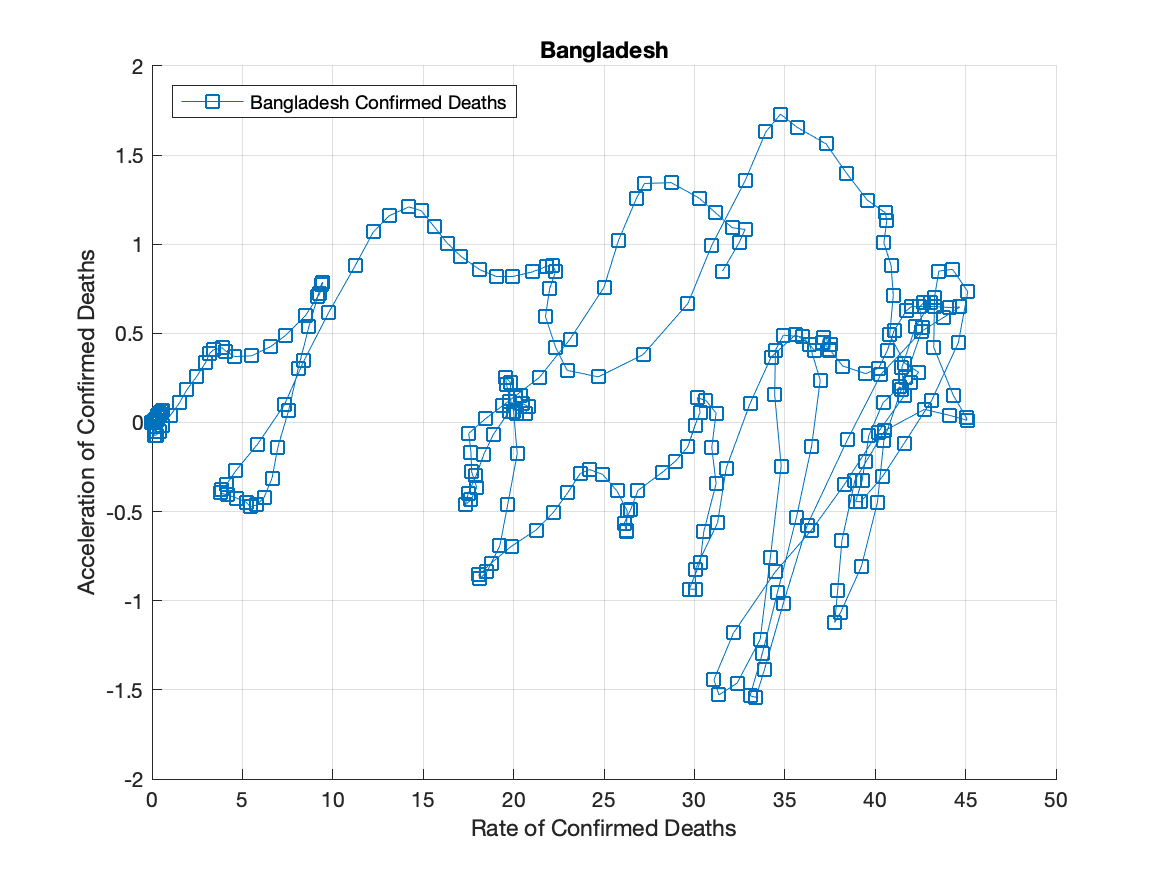 Bangladesh
Bangladesh Confirmed Deaths
2
1.5
1
0.5
0
-0.5
-1
-1.5
-2
Acceleration of Confirmed Deaths
0 5 10 15 20 25 30 35 40 45 50
Rate of Confirmed Deaths